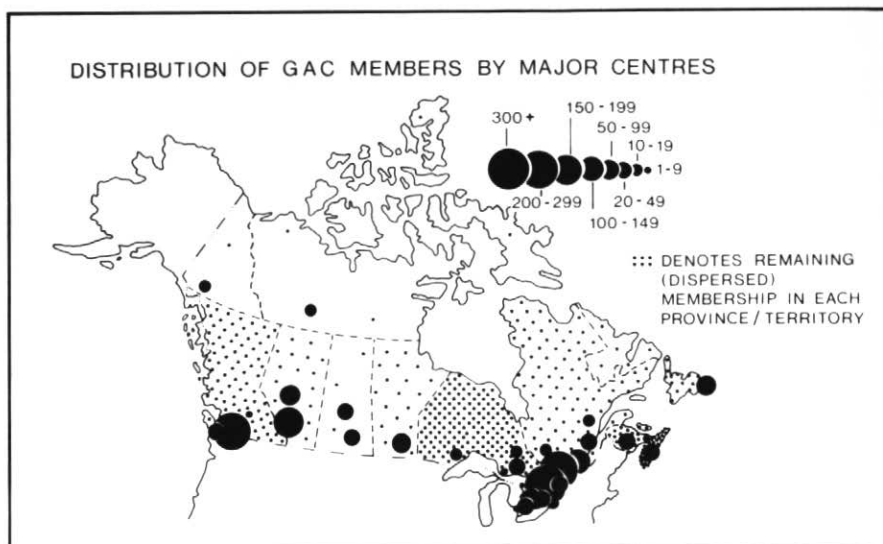 DISTRIBUTION OF GAC MEMBERS BY MAJOR CENTRES
300 +
150 - 199
50 - 99
10 - 19
1 - 9
200 - 299
20 - 49
100 - 149
::: DENOTES REMAINING
(DISPERSED)
MEMBERSHIP IN EACH
PROVINCE / TERRITORY